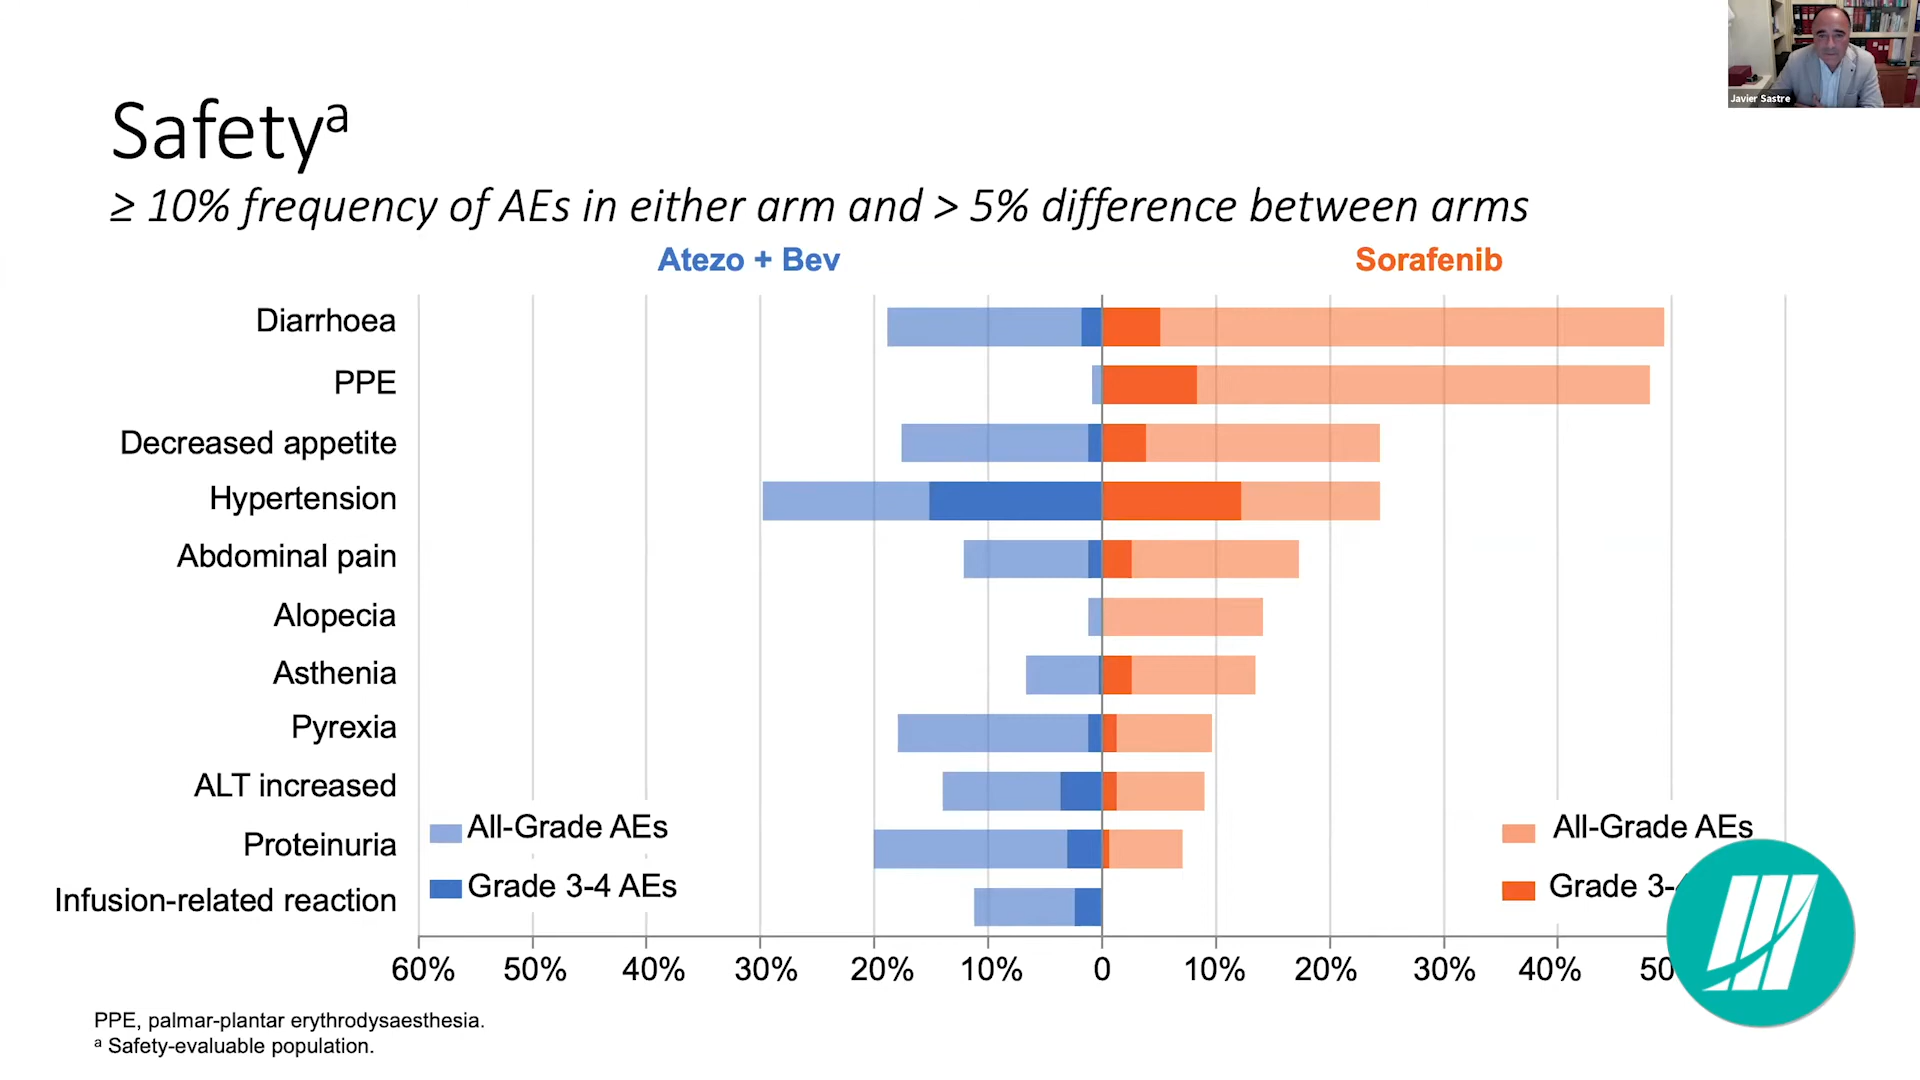 Javier Sastre
Safetyᵃ
≥ 10% frequency of AEs in either arm and > 5% difference between arms
Atezo + Bev
Sorafenib
Diarrhoea
PPE
Decreased appetite
Hypertension
Abdominal pain
Alopecia
Asthenia
Pyrexia
ALT increased
Proteinuria
Infusion-related reaction
All-Grade AEs
Grade 3-4 AEs
All-Grade AEs
Grade 3-
60% 50% 40% 30% 20% 10% 0 10% 20% 30% 40% 50
PPE, palmar-plantar erythrodysaesthesia.
ᵃ Safety-evaluable population.